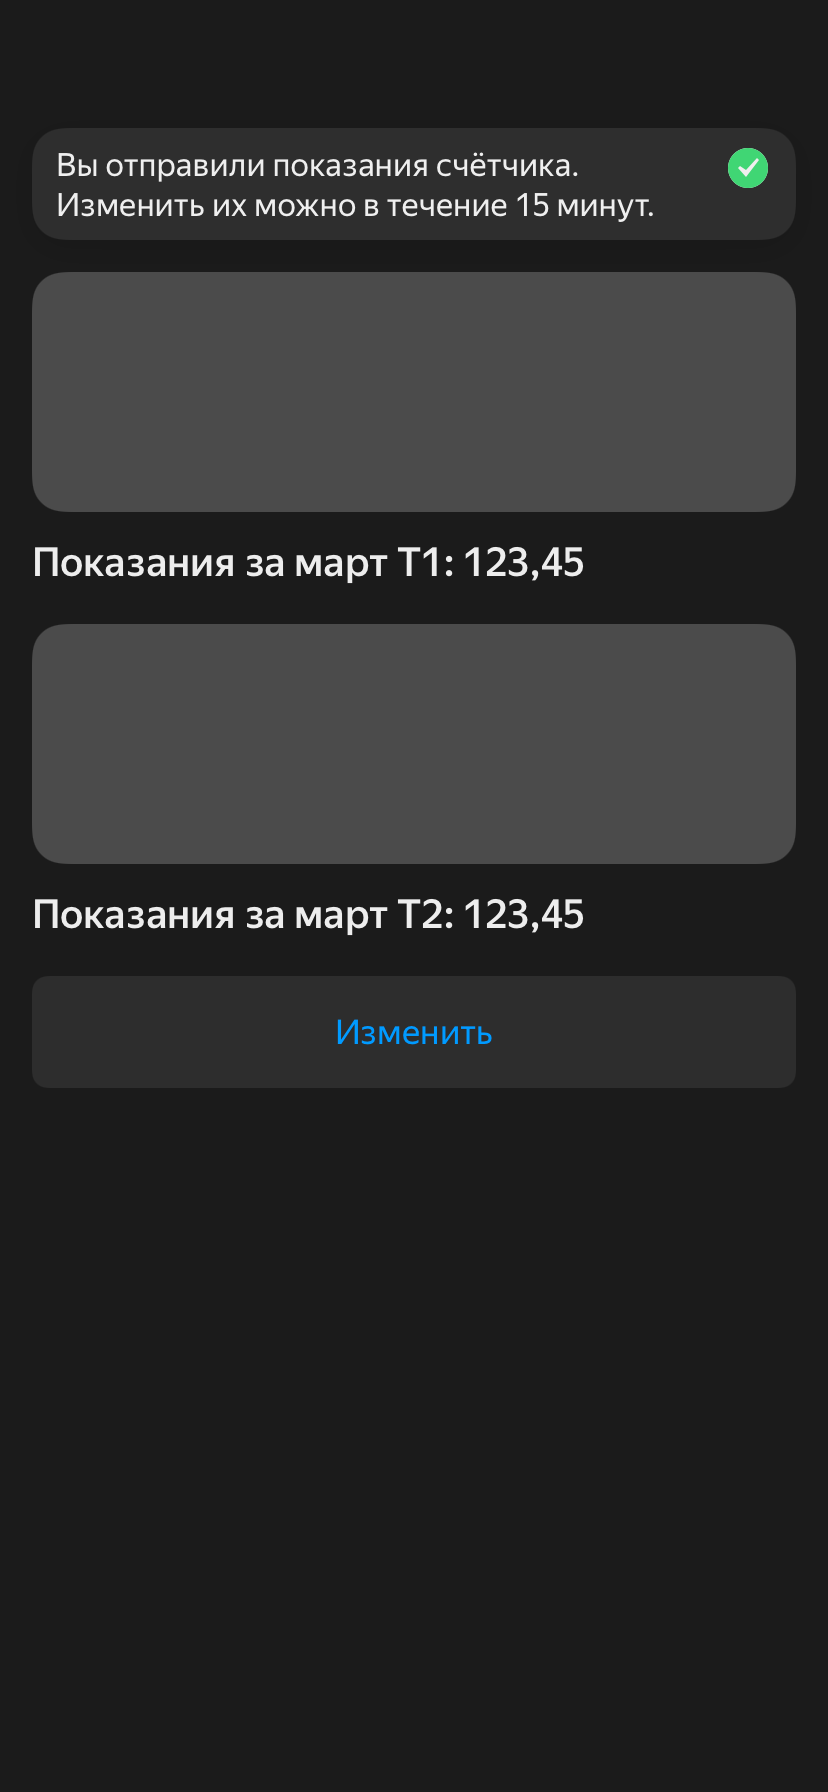 Вы отправили показания счётчика.
Изменить их можно в течение 15 минут.
Показания за март Т1: 123,45
Показания за март Т2: 123,45
Изменить